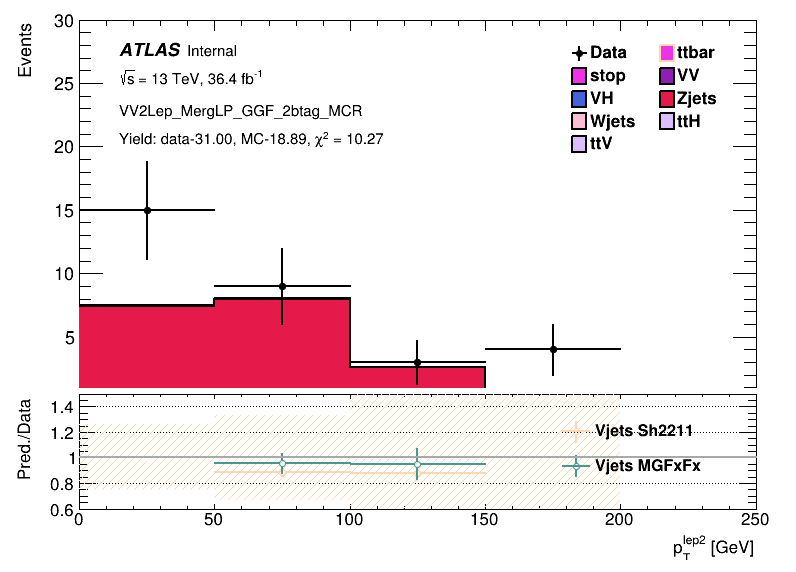 Events
30
25
20
15
10
5
ATLAS Internal
√s = 13 TeV, 36.4 fb⁻¹
VV2Lep_MergLP_GGF_2btag_MCR
Yield: data-31.00, MC-18.89, χ² = 10.27
Data
ttbar
stop
VV
VH
Zjets
Wjets
ttH
ttV
Pred./Data
1.4
1.2
1
0.8
0.6
Vjets Sh2211
Vjets MGFxFx
0 50 100 150 200 250
p_T^lep2 [GeV]